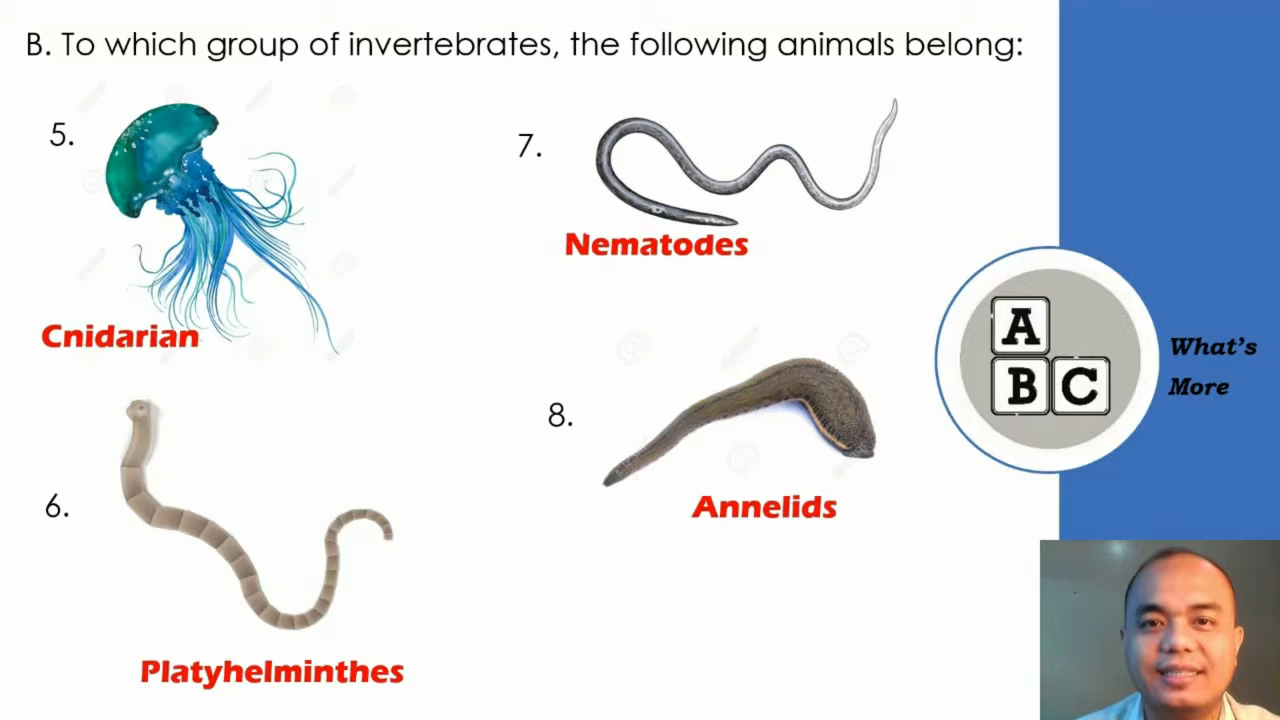 B. To which group of invertebrates, the following animals belong:
5.
Cnidarian
6.
Platyhelminthes
7.
Nematodes
8.
Annelids
A
B C
What's
More